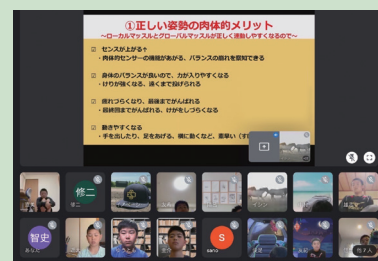 ①正しい姿勢の肉体的メリット
～ローカルマッスルとグローバルマッスルが正しく連動しやすくなるので～
☑ センスが上がる↑
・肉体的センサーの機能があがる、バランスの崩れを察知できる
☑ 身体のバランスが良いので、力が入りやすくなる
・けりが強くなる、遠くまで投げられる
☑ 疲れづらくなり、最後までがんばれる
・最終回までがんばれる、けがをしづらくなる
☑ 動きやすくなる
・手を出したり、足をあげる、横に動くなど、素早い
修二
修二
智史
あなた
S
sano
他 7 人